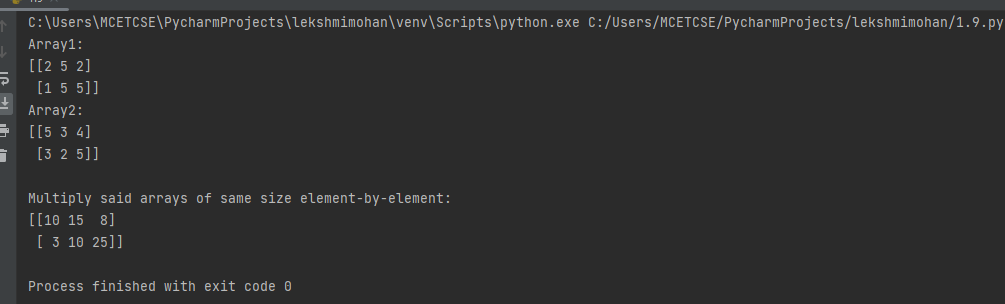 C:\Users\MCETCSE\PycharmProjects\lekshmimohan\venv\Scripts\python.exe C:/Users/MCETCSE/PycharmProjects/lekshmimohan/1.9.py
Array1:
[[2 5 2]
 [1 5 5]]
Array2:
[[5 3 4]
 [3 2 5]]

Multiply said arrays of same size element-by-element:
[[10 15  8]
 [ 3 10 25]]

Process finished with exit code 0